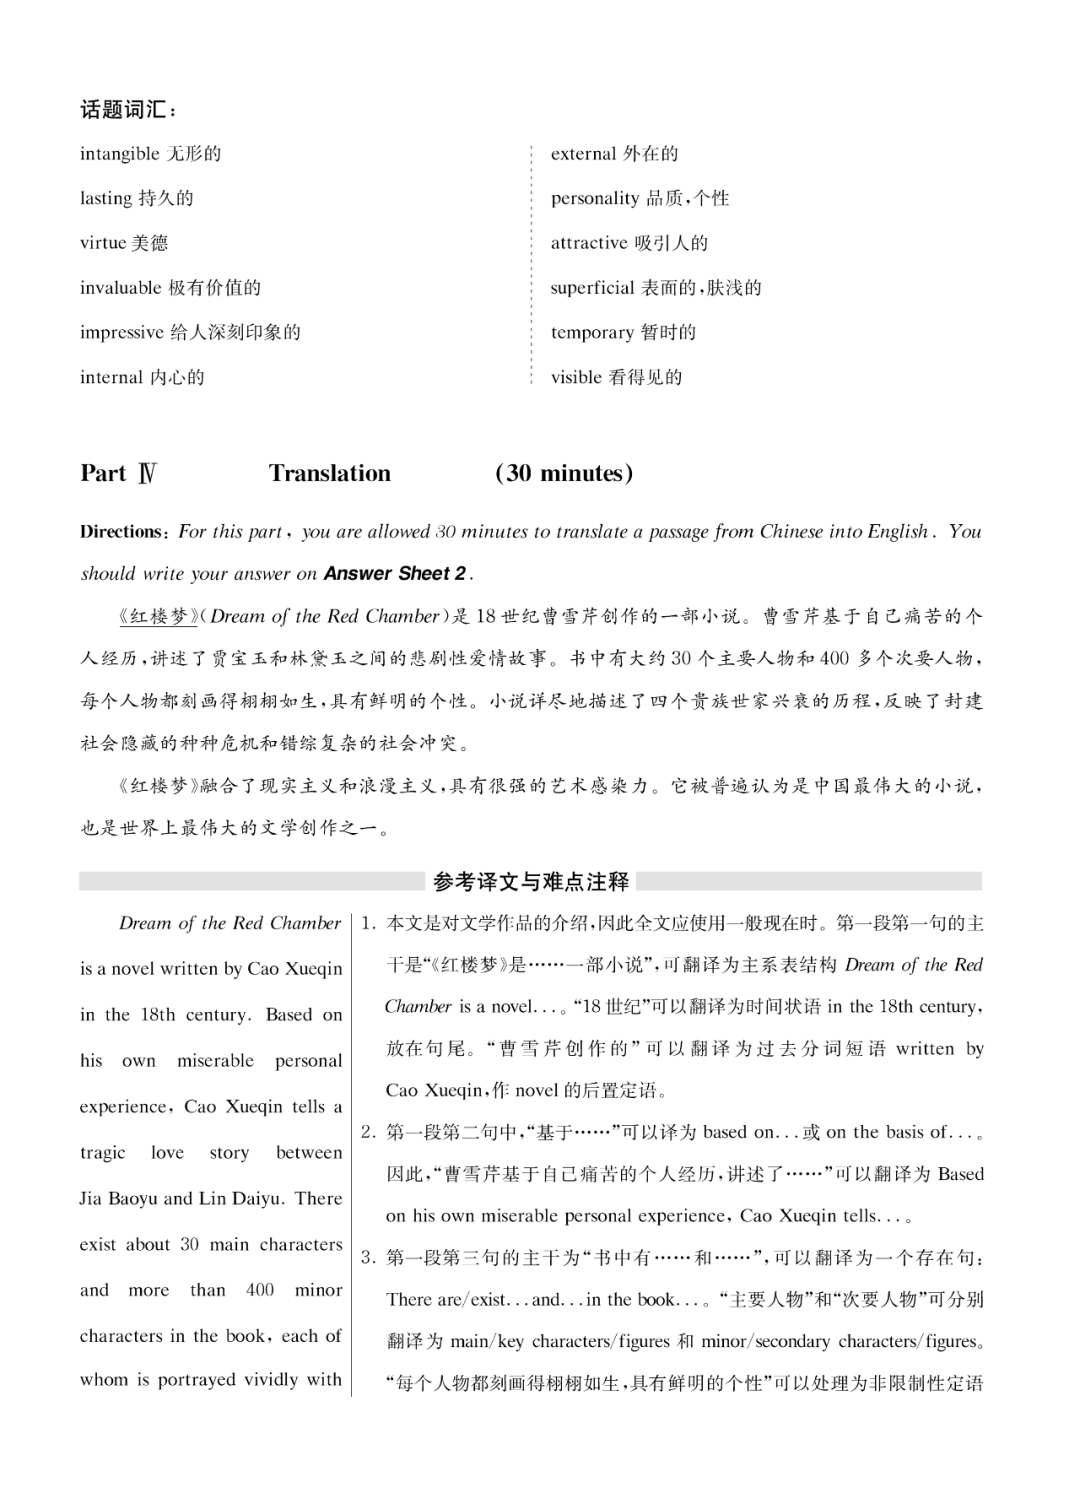 话题词汇：
intangible 无形的
lasting 持久的
virtue 美德
invaluable 极有价值的
impressive 给人深刻印象的
internal 内心的
external 外在的
personality 品质,个性
attractive 吸引人的
superficial 表面的,肤浅的
temporary 暂时的
visible 看得见的
Part Ⅳ Translation (30 minutes)
Directions: For this part, you are allowed 30 minutes to translate a passage from Chinese into English. You
should write your answer on Answer Sheet 2.
《红楼梦》(Dream of the Red Chamber)是 18 世纪曹雪芹创作的一部小说。曹雪芹基于自己痛苦的个
人经历,讲述了贾宝玉和林黛玉之间的悲剧性爱情故事。书中有大约 30 个主要人物和 400 多个次要人物,
每个人物都刻画得栩栩如生,具有鲜明的个性。小说详尽地描述了四个贵族世家兴衰的历程,反映了封建
社会隐藏的种种危机和错综复杂的社会冲突。
《红楼梦》融合了现实主义和浪漫主义,具有很强的艺术感染力。它被普遍认为是中国最伟大的小说,
也是世界上最伟大的文学创作之一。
参考译文与难点注释
Dream of the Red Chamber
is a novel written by Cao Xueqin
in the 18th century. Based on
his own miserable personal
experience, Cao Xueqin tells a
tragic love story between
Jia Baoyu and Lin Daiyu. There
exist about 30 main characters
and more than 400 minor
characters in the book, each of
whom is portrayed vividly with
1. 本文是对文学作品的介绍,因此全文应使用一般现在时。第一段第一句的主
干是“《红楼梦》是……一部小说”,可翻译为主系表结构 Dream of the Red
Chamber is a novel...。“18 世纪”可以翻译为时间状语 in the 18th century,
放在句尾。“曹雪芹创作的”可以翻译为过去分词短语 written by
Cao Xueqin,作 novel 的后置定语。
2. 第一段第二句中,“基于……”可以译为 based on...或 on the basis of...。
因此,“曹雪芹基于自己痛苦的个人经历,讲述了……”可以翻译为 Based
on his own miserable personal experience, Cao Xueqin tells...。
3. 第一段第三句的主干为“书中有……和……”,可以翻译为一个存在句:
There are/exist...and...in the book...。“主要人物”和“次要人物”可分别
翻译为 main/key characters/figures 和 minor/secondary characters/figures。
“每个人物都刻画得栩栩如生,具有鲜明的个性”可以处理为非限制性定语